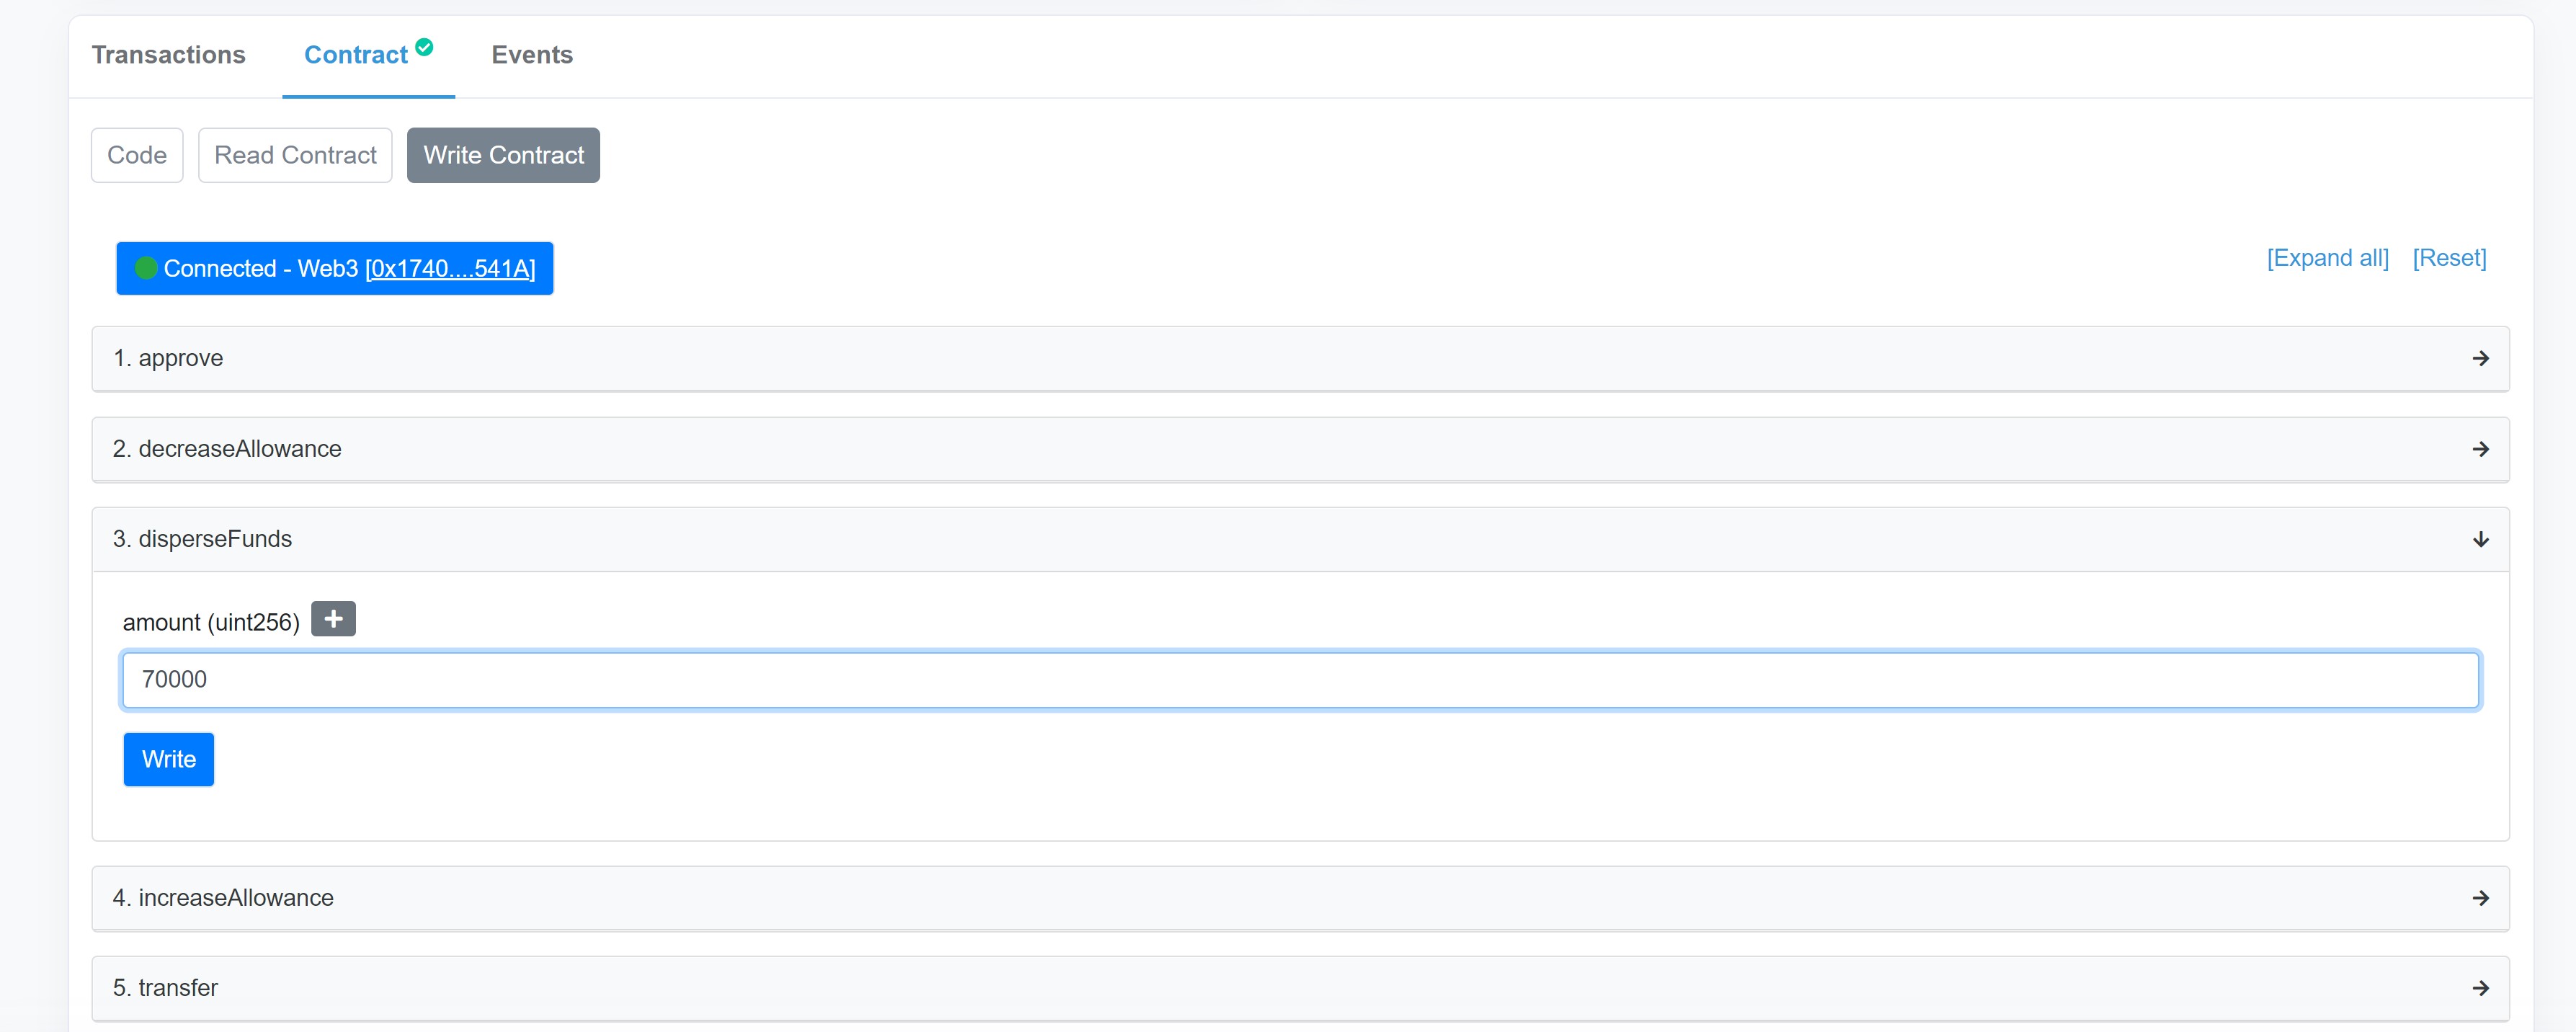 Transactions Contract Events
Code Read Contract Write Contract
Connected - Web3 [0x1740....541A] [Expand all] [Reset]
1. approve
2. decreaseAllowance
3. disperseFunds
amount (uint256) +
70000
Write
4. increaseAllowance
5. transfer